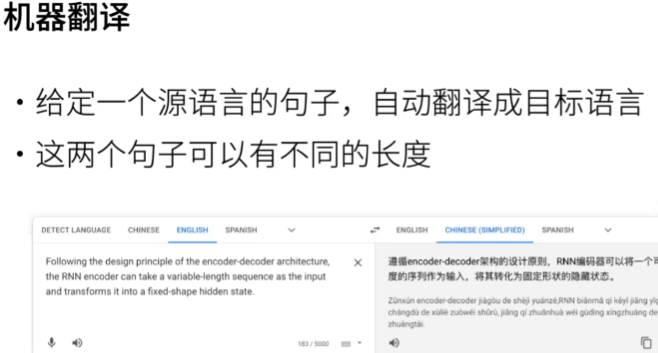 机器翻译
· 给定一个源语言的句子，自动翻译成目标语言
· 这两个句子可以有不同的长度
DETECT LANGUAGE CHINESE ENGLISH SPANISH
ENGLISH CHINESE (SIMPLIFIED) SPANISH
Following the design principle of the encoder-decoder architecture,
the RNN encoder can take a variable-length sequence as the input
and transforms it into a fixed-shape hidden state.
183 / 5000
遵循encoder-decoder架构的设计原则，RNN编码器可以将一个可
度的序列作为输入，将其转化为固定形状的隐藏状态。
Zūnxún encoder-decoder jiàgòu de shèjì yuánzé,RNN biānmǎ qì kěyǐ jiāng yīg
chángdù de xùliè zuòwéi shūrù, jiāng qí zhuǎnhuà wéi gùdìng xíngzhuàng de
zhuàngtài.